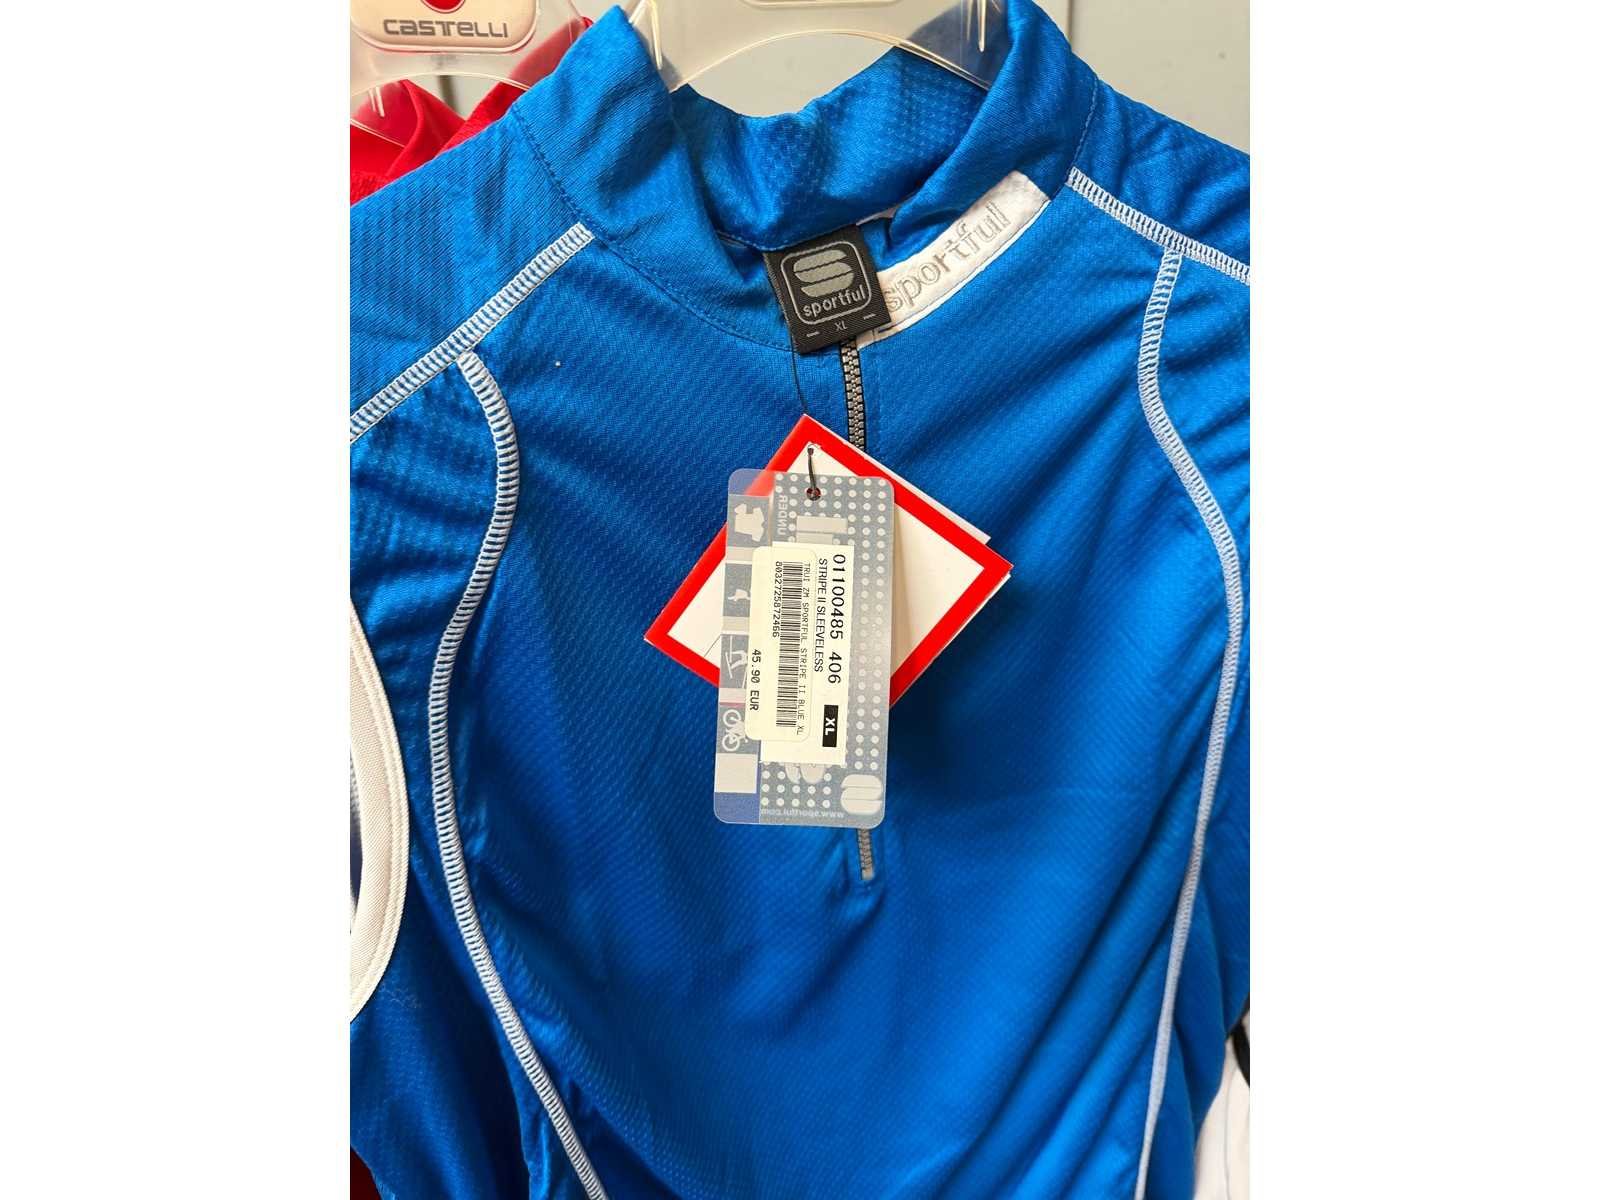 CASTELLI
sportful
sportful
XL
UNDER
01100485 406
STRIPE II SLEEVELESS
XL
TRUI ZM SPORTFUL STRIPE II BLUE XL
8032725872466
45.90 EUR
www.sportful.com